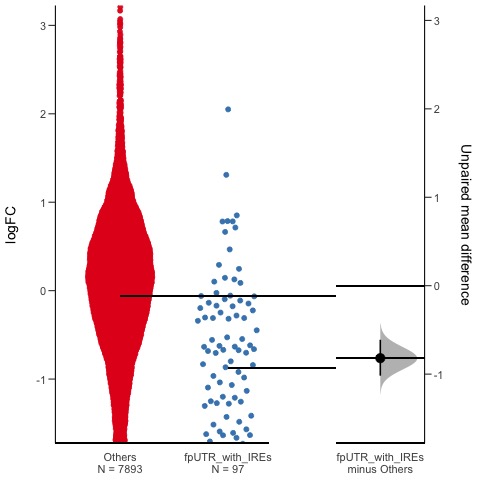 3
2
1
0
-1
logFC
3
2
1
0
-1
Unpaired mean difference
Others
N = 7893
fpUTR_with_IREs
N = 97
fpUTR_with_IREs
minus Others